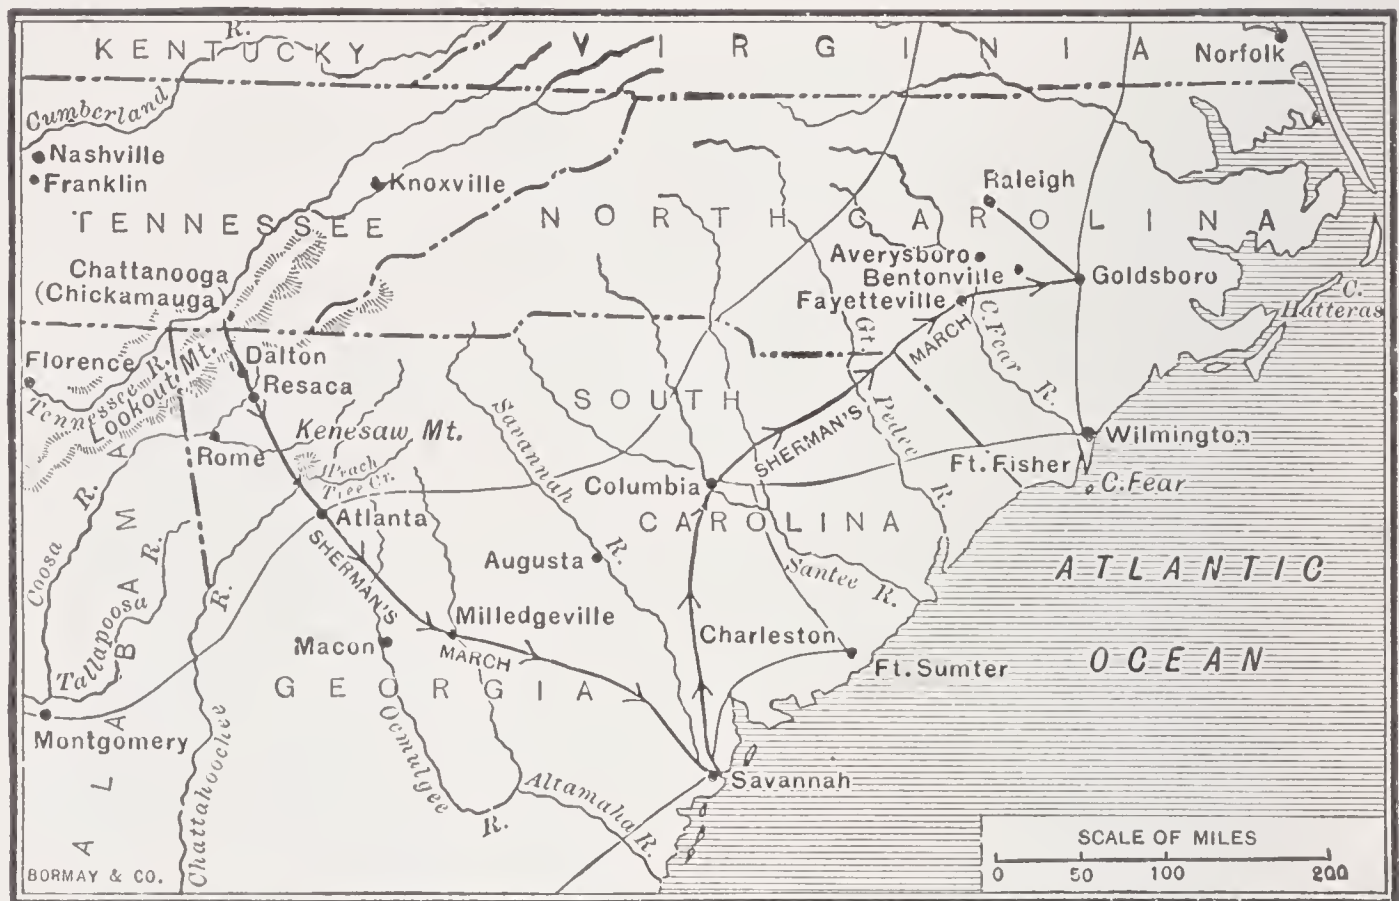 KENTUCKY
R.
VIRGINIA
Norfolk
Cumberland
Nashville
Franklin
Knoxville
TENNESSEE
NORTH CAROLINA
Raleigh
Chattanooga
(Chickamauga)
Averysboro
Bentonville
Fayetteville
Goldsboro
C.
Hatteras
Florence
Tennessee R.
Lookout Mt.
Dalton
Resaca
Rome
Kenesaw Mt.
Tree Cr.
SOUTH
CAROLINA
Savannah R.
Gt. Pedee R.
C. Fear R.
SHERMAN'S MARCH
Wilmington
Ft. Fisher
C. Fear
Columbia
Atlanta
Augusta
Santee R.
ATLANTIC
OCEAN
Coosa R.
Tallapoosa R.
ALABAMA
SHERMAN'S
MARCH
Milledgeville
Macon
Charleston
Ft. Sumter
GEORGIA
Montgomery
Chattahoochee R.
Ocmulgee R.
Altamaha R.
Savannah
SCALE OF MILES
0 50 100 200
BORMAY & CO.